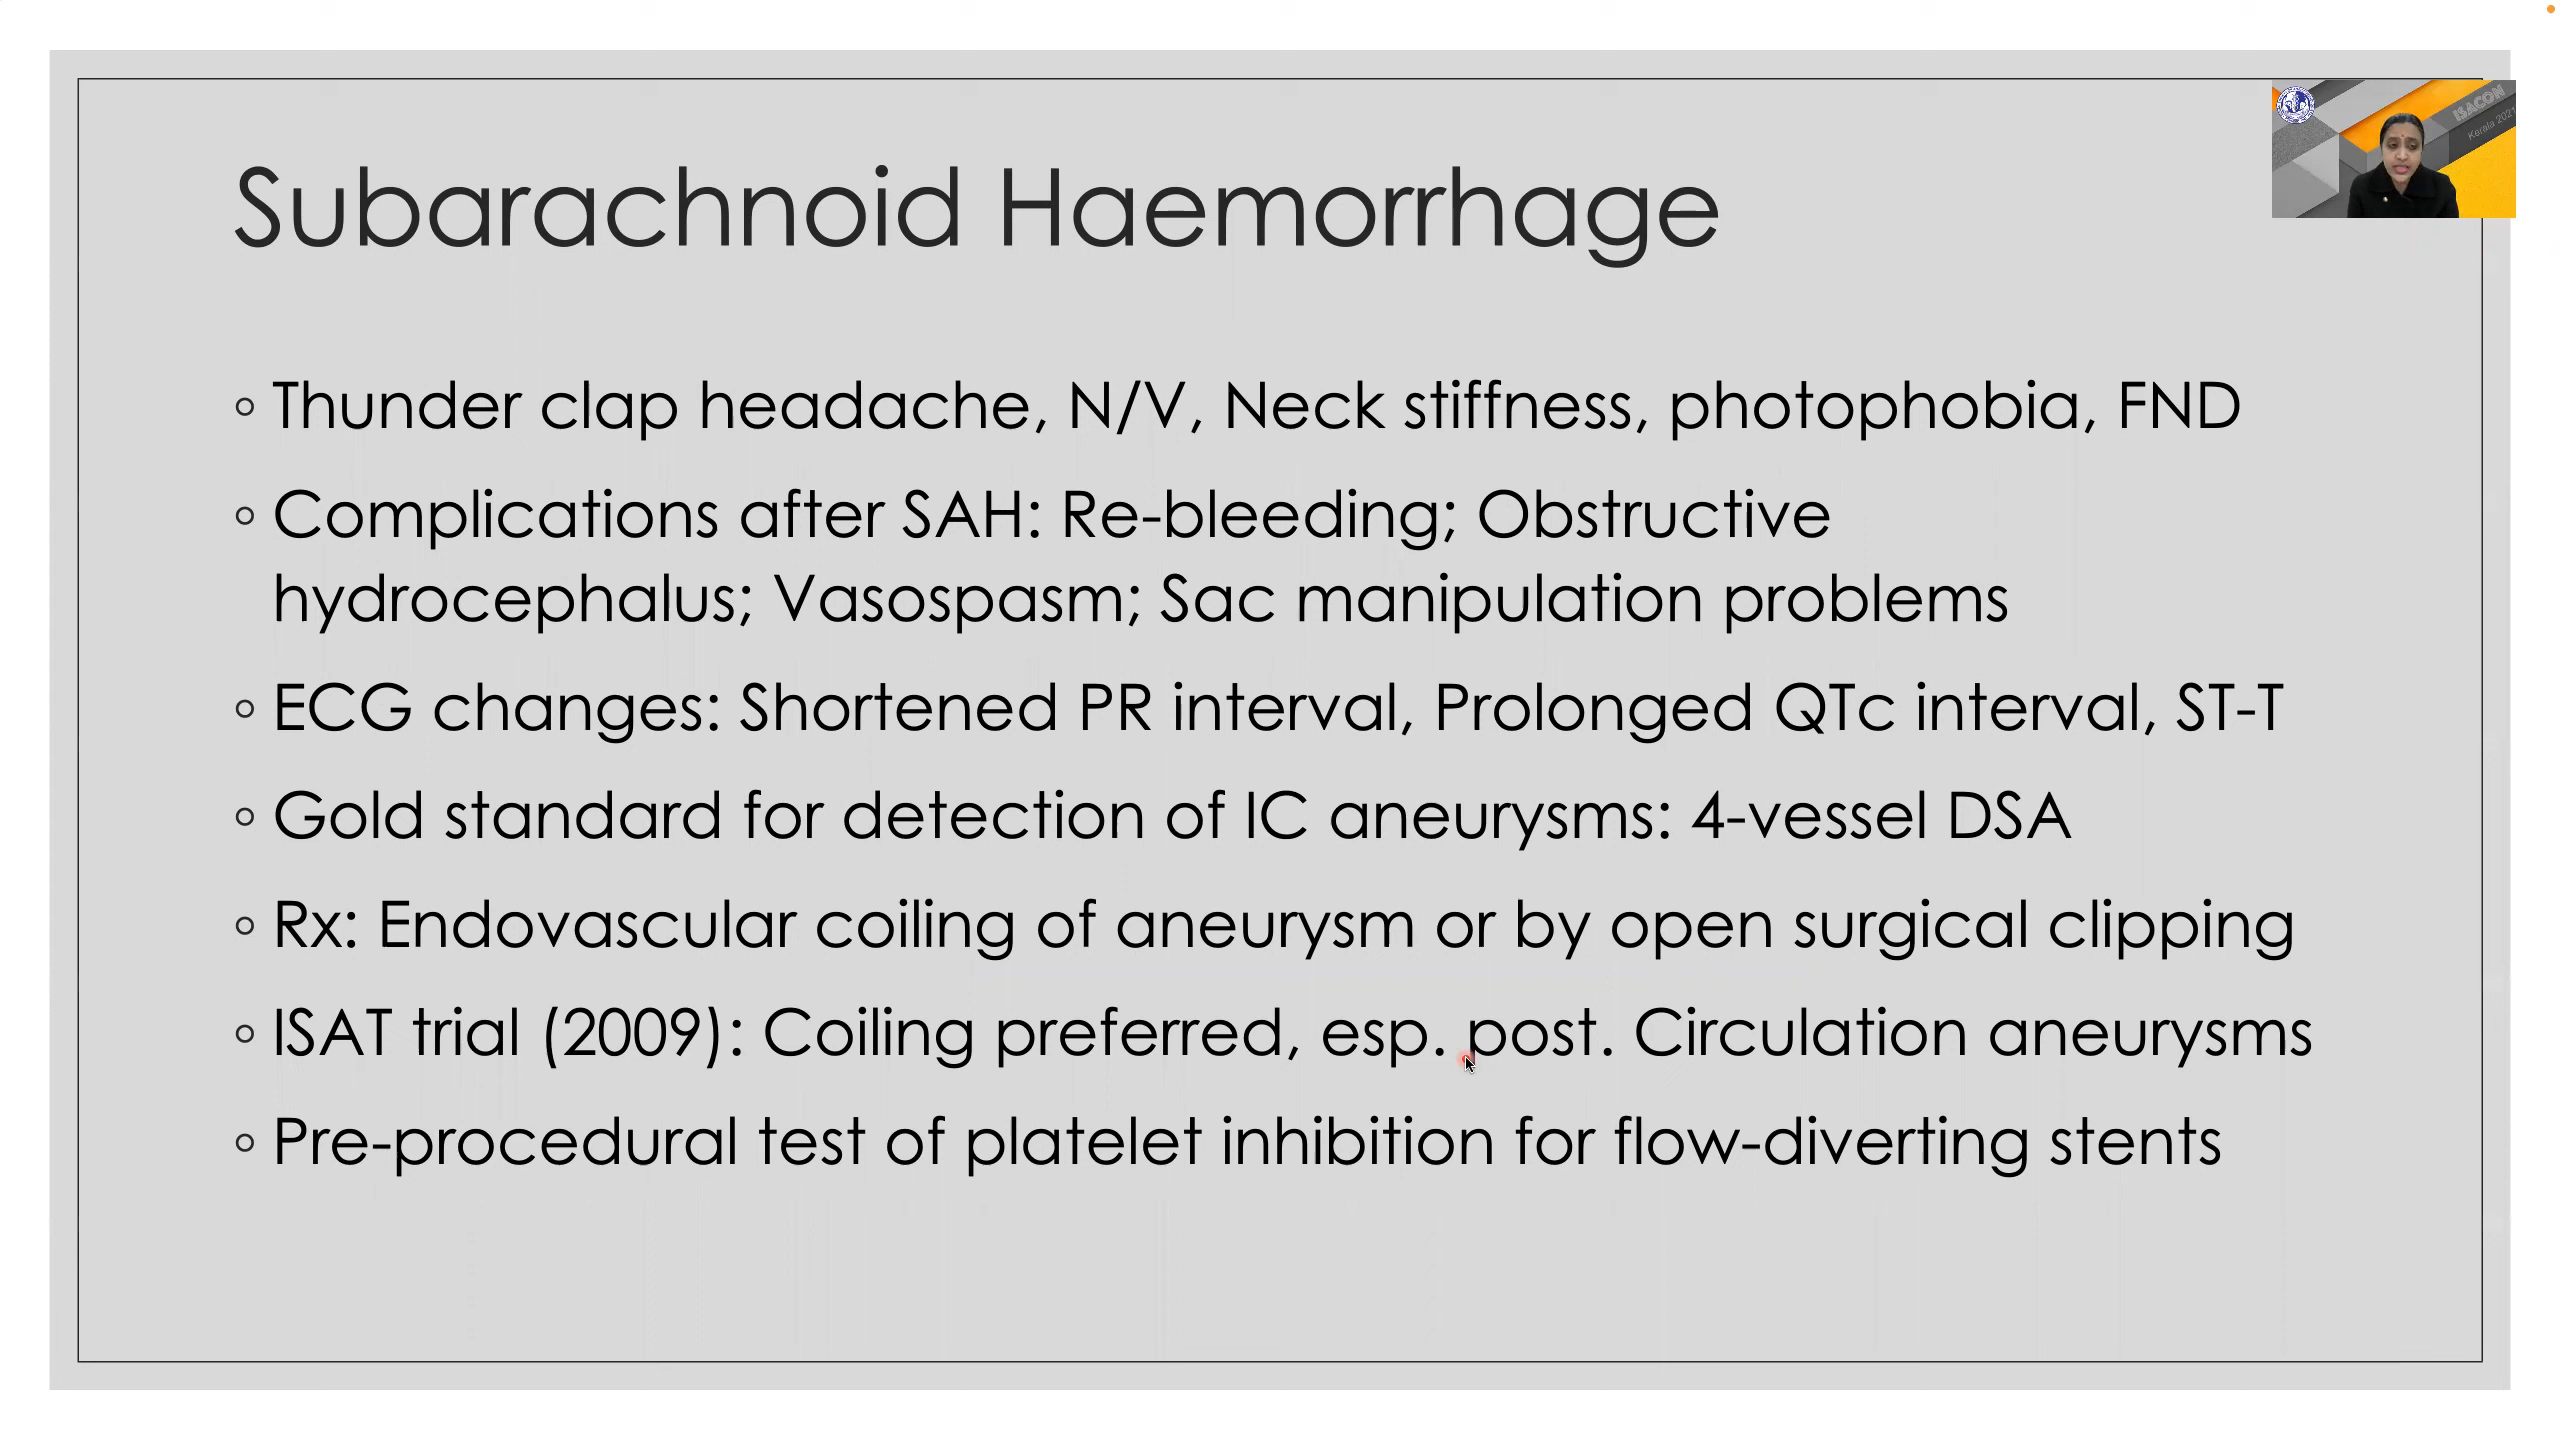 ISACON
Kerala 2021
Subarachnoid Haemorrhage
◦ Thunder clap headache, N/V, Neck stiffness, photophobia, FND
◦ Complications after SAH: Re-bleeding; Obstructive
hydrocephalus; Vasospasm; Sac manipulation problems
◦ ECG changes: Shortened PR interval, Prolonged QTc interval, ST-T
◦ Gold standard for detection of IC aneurysms: 4-vessel DSA
◦ Rx: Endovascular coiling of aneurysm or by open surgical clipping
◦ ISAT trial (2009): Coiling preferred, esp. post. Circulation aneurysms
◦ Pre-procedural test of platelet inhibition for flow-diverting stents